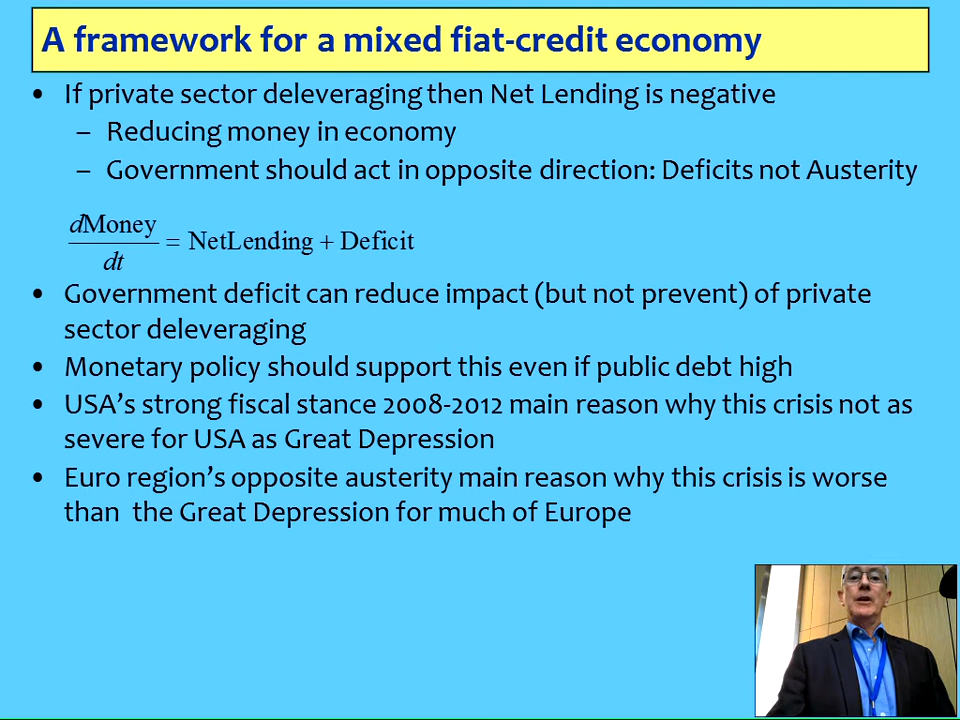 A framework for a mixed fiat-credit economy
• If private sector deleveraging then Net Lending is negative
– Reducing money in economy
– Government should act in opposite direction: Deficits not Austerity
dMoney
dt
= NetLending + Deficit
• Government deficit can reduce impact (but not prevent) of private
sector deleveraging
• Monetary policy should support this even if public debt high
• USA’s strong fiscal stance 2008-2012 main reason why this crisis not as
severe for USA as Great Depression
• Euro region’s opposite austerity main reason why this crisis is worse
than the Great Depression for much of Europe